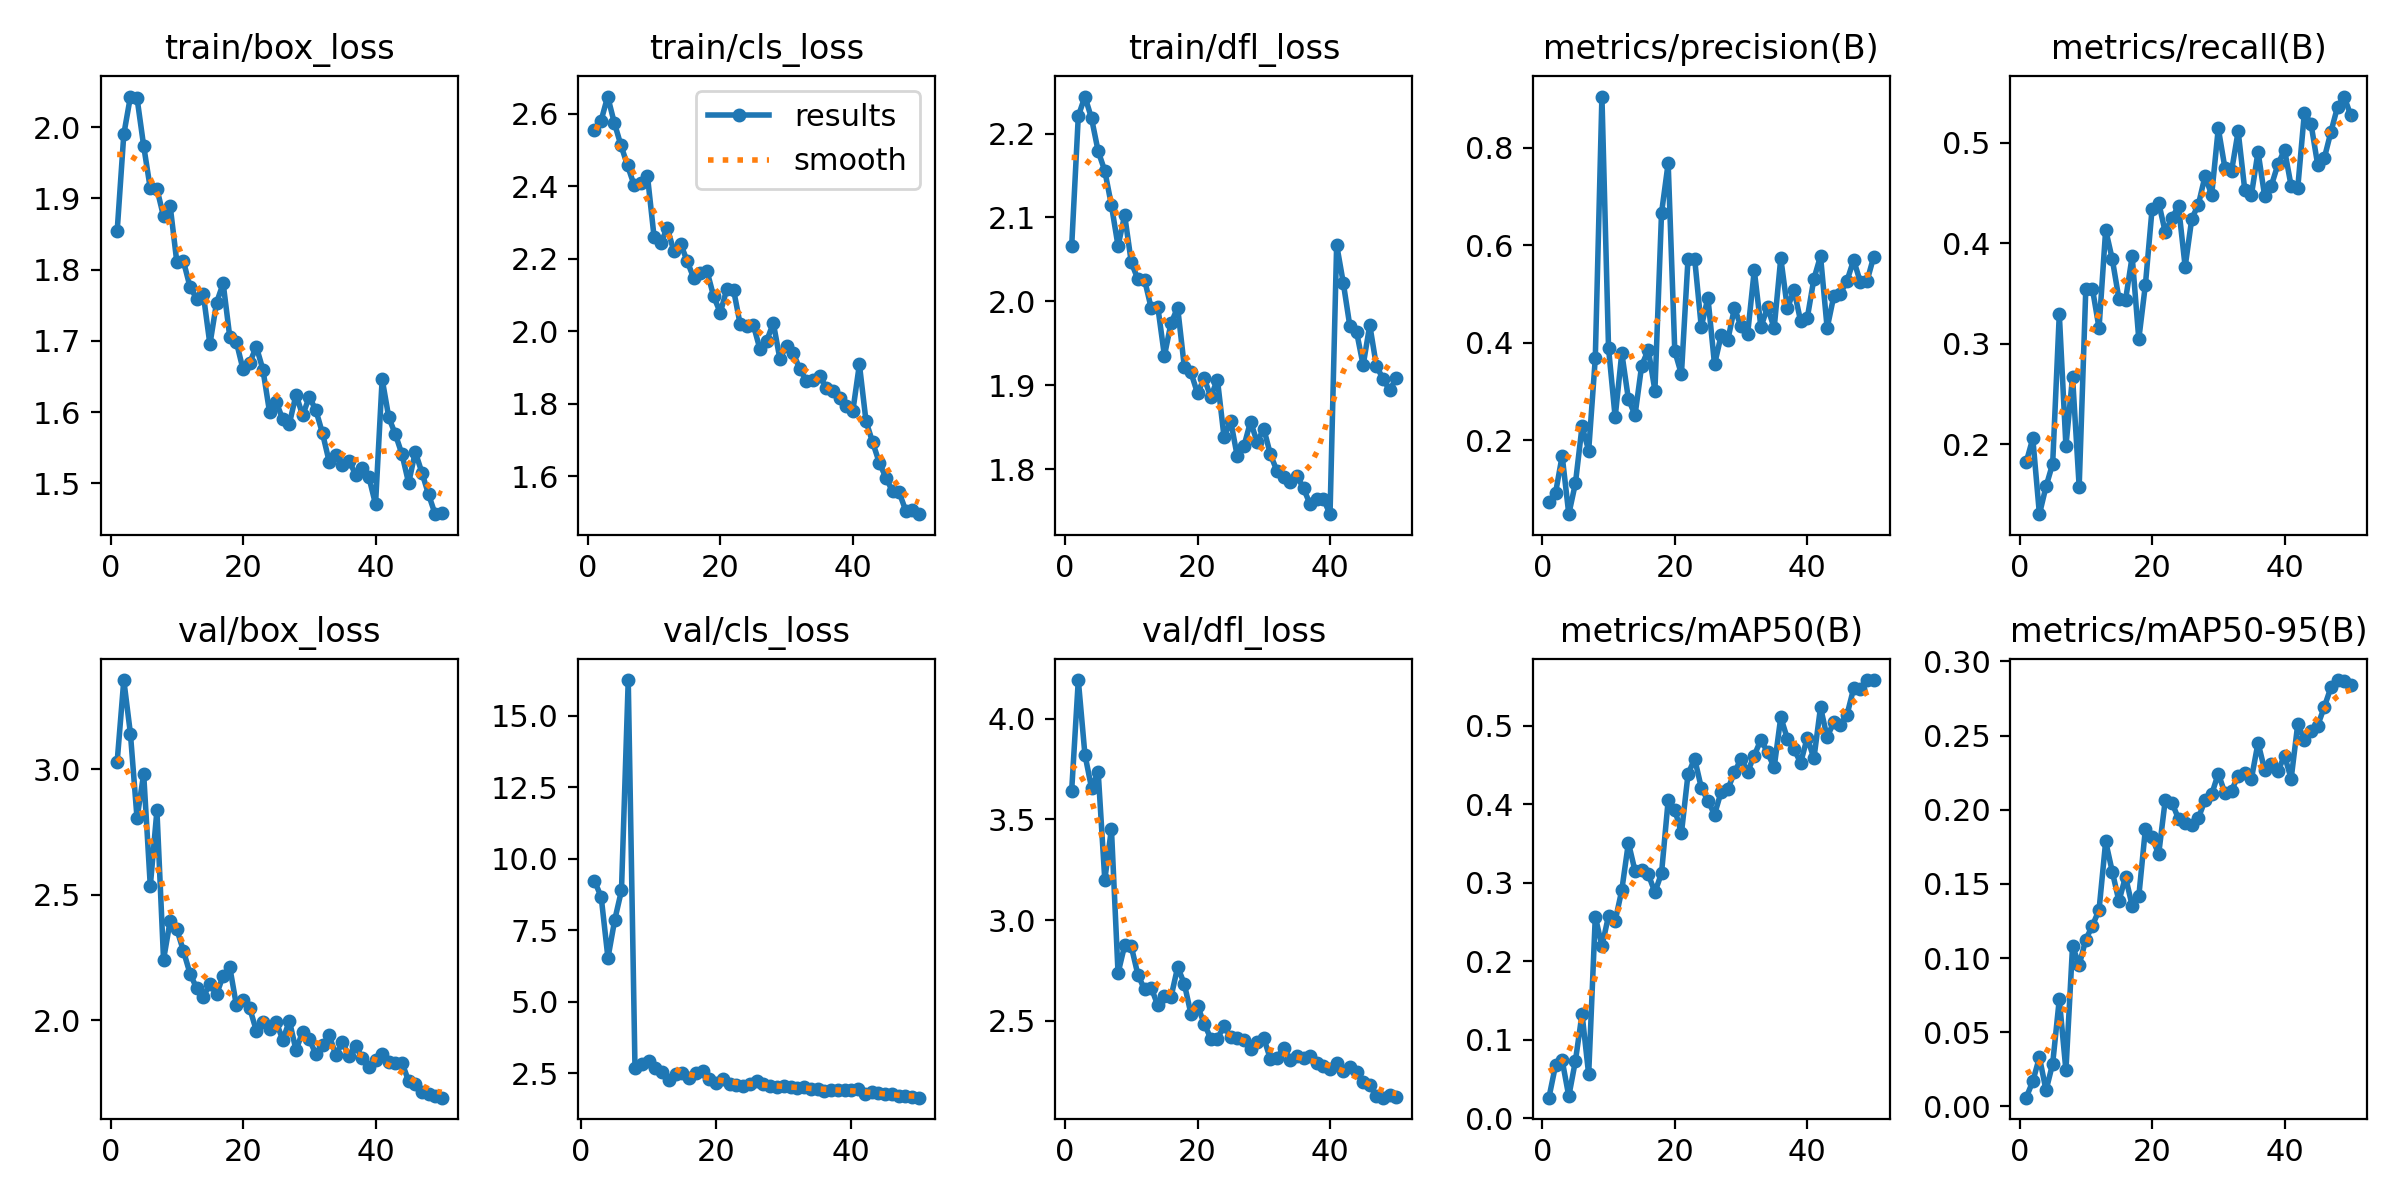 train/box_loss
2.0
1.9
1.8
1.7
1.6
1.5
0 20 40
train/cls_loss
results
smooth
2.6
2.4
2.2
2.0
1.8
1.6
0 20 40
train/dfl_loss
2.2
2.1
2.0
1.9
1.8
0 20 40
metrics/precision(B)
0.8
0.6
0.4
0.2
0 20 40
metrics/recall(B)
0.5
0.4
0.3
0.2
0 20 40
val/box_loss
3.0
2.5
2.0
0 20 40
val/cls_loss
15.0
12.5
10.0
7.5
5.0
2.5
0 20 40
val/dfl_loss
4.0
3.5
3.0
2.5
0 20 40
metrics/mAP50(B)
0.5
0.4
0.3
0.2
0.1
0.0
0 20 40
metrics/mAP50-95(B)
0.30
0.25
0.20
0.15
0.10
0.05
0.00
0 20 40